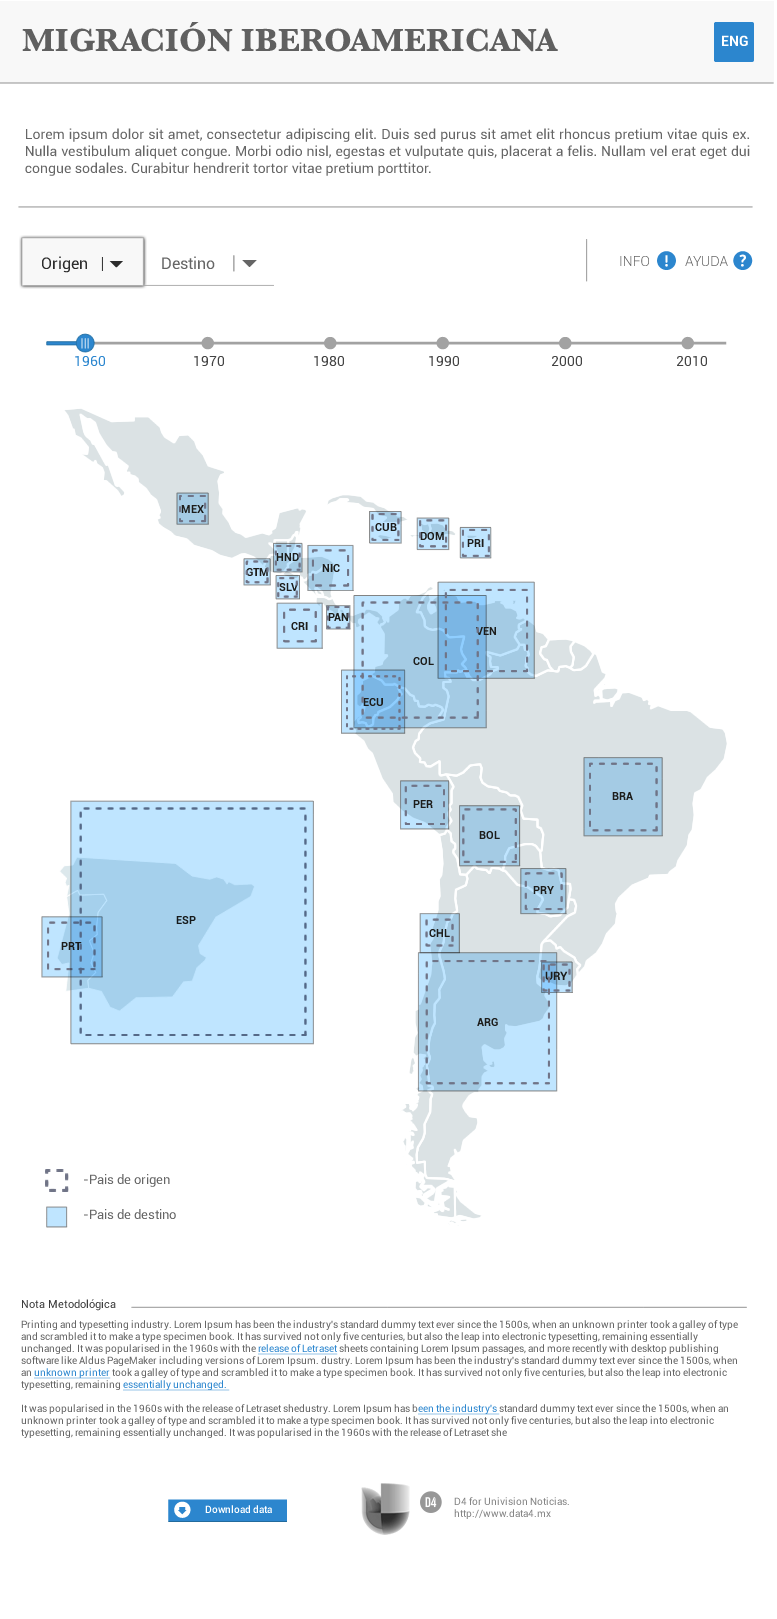 MIGRACIÓN IBEROAMERICANA
ENG
Lorem ipsum dolor sit amet, consectetur adipiscing elit. Duis sed purus sit amet elit rhoncus pretium vitae quis ex.
Nulla vestibulum aliquet congue. Morbi odio nisl, egestas et vulputate quis, placerat a felis. Nullam vel erat eget dui
congue sodales. Curabitur hendrerit tortor vitae pretium porttitor.
Origen
Destino
INFO ! AYUDA ?
1960 1970 1980 1990 2000 2010
MEX
CUB
DOM
PRI
HND
GTM
NIC
SLV
PAN
CRI
VEN
COL
ECU
BRA
PER
BOL
PRY
ESP
CHL
PRT
URY
ARG
-Pais de origen
-Pais de destino
Nota Metodológica
Printing and typesetting industry. Lorem Ipsum has been the industry's standard dummy text ever since the 1500s, when an unknown printer took a galley of type
and scrambled it to make a type specimen book. It has survived not only five centuries, but also the leap into electronic typesetting, remaining essentially
unchanged. It was popularised in the 1960s with the release of Letraset sheets containing Lorem Ipsum passages, and more recently with desktop publishing
software like Aldus PageMaker including versions of Lorem Ipsum. dustry. Lorem Ipsum has been the industry's standard dummy text ever since the 1500s, when
an unknown printer took a galley of type and scrambled it to make a type specimen book. It has survived not only five centuries, but also the leap into electronic
typesetting, remaining essentially unchanged.
It was popularised in the 1960s with the release of Letraset shedustry. Lorem Ipsum has been the industry's standard dummy text ever since the 1500s, when an
unknown printer took a galley of type and scrambled it to make a type specimen book. It has survived not only five centuries, but also the leap into electronic
typesetting, remaining essentially unchanged. It was popularised in the 1960s with the release of Letraset she
Download data
D4
D4 for Univision Noticias.
http://www.data4.mx